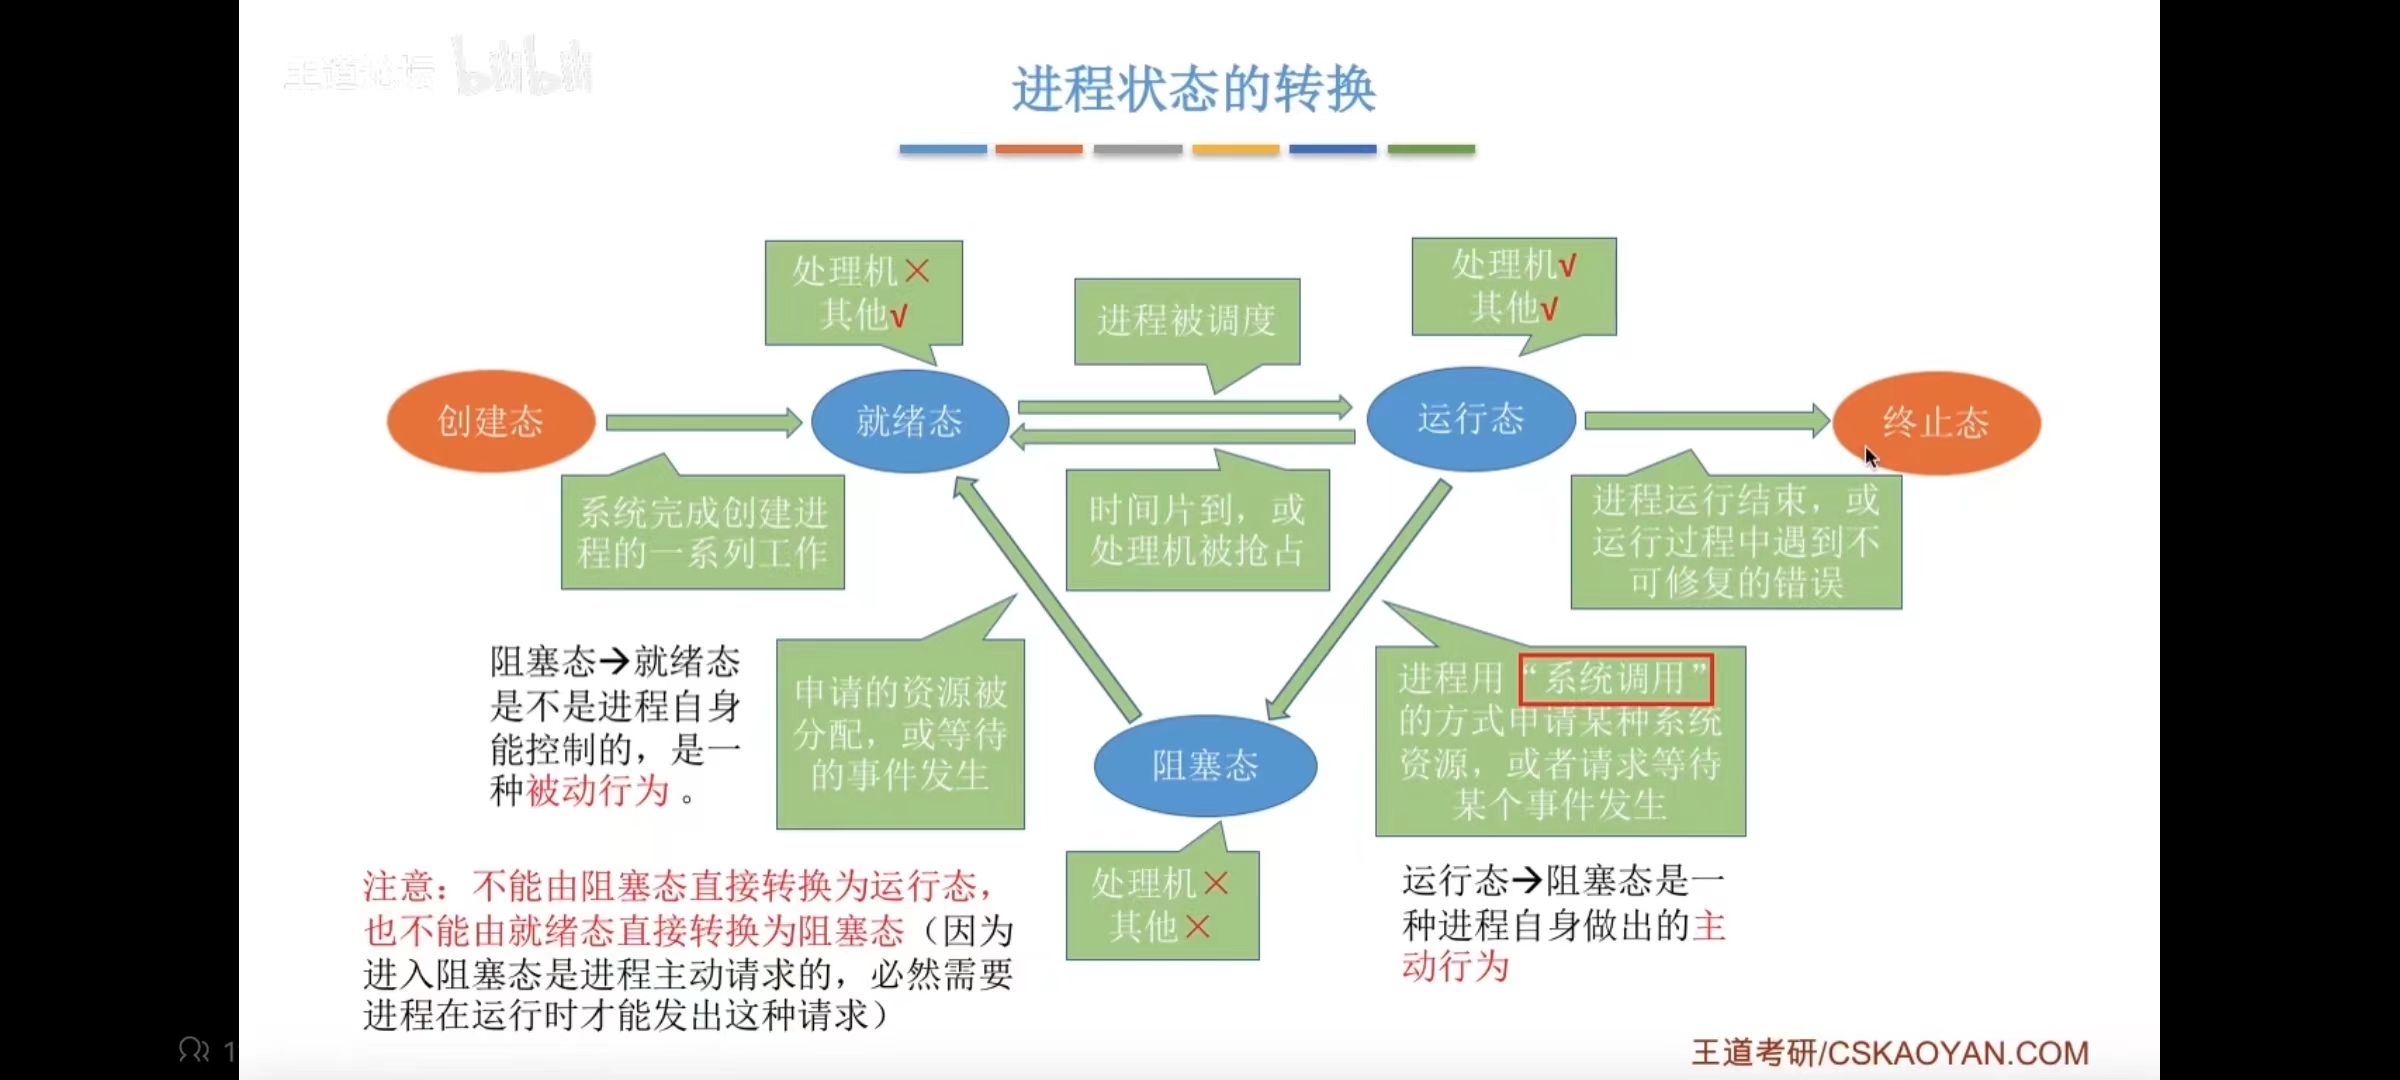 王道论坛 bilibili
进程状态的转换
处理机×
其他√
进程被调度
处理机√
其他√
创建态
就绪态
运行态
终止态
系统完成创建进
程的一系列工作
时间片到，或
处理机被抢占
进程运行结束，或
运行过程中遇到不
可修复的错误
阻塞态→就绪态
是不是进程自身
能控制的，是一
种被动行为。
申请的资源被
分配，或等待
的事件发生
进程用“系统调用”
的方式申请某种系统
资源，或者请求等待
某个事件发生
阻塞态
处理机×
其他×
注意：不能由阻塞态直接转换为运行态，
也不能由就绪态直接转换为阻塞态（因为
进入阻塞态是进程主动请求的，必然需要
进程在运行时才能发出这种请求）
运行态→阻塞态是一
种进程自身做出的主
动行为
王道考研/CSKAOYAN.COM